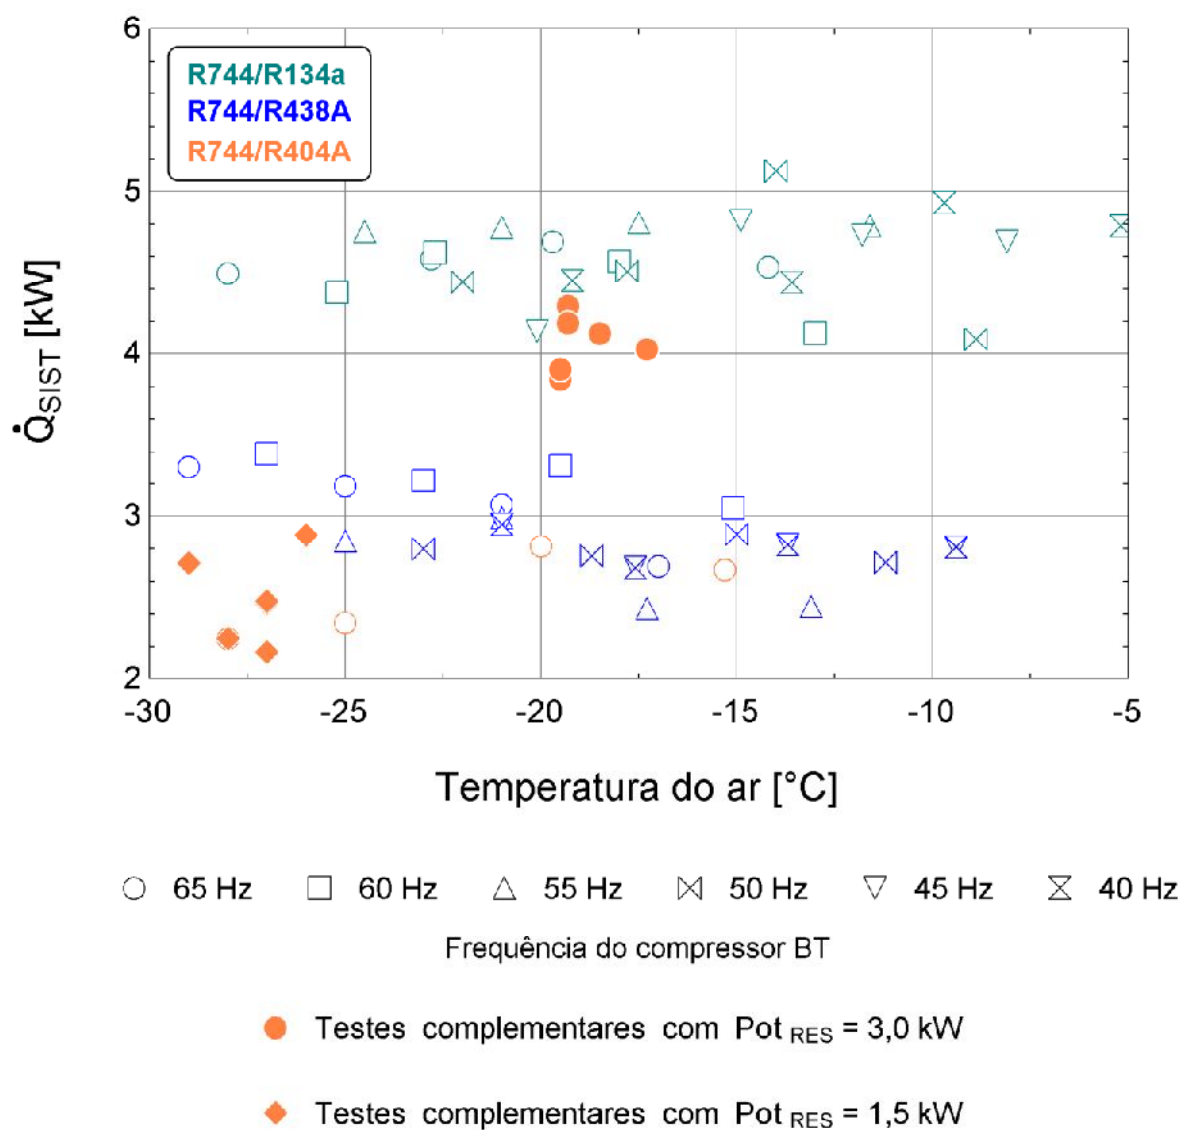 6
R744/R134a
R744/R438A
R744/R404A
5
4
3
2
Q̇SIST [kW]
-30 -25 -20 -15 -10 -5
Temperatura do ar [°C]
65 Hz 60 Hz 55 Hz 50 Hz 45 Hz 40 Hz
Frequência do compressor BT
Testes complementares com Pot RES = 3,0 kW
Testes complementares com Pot RES = 1,5 kW